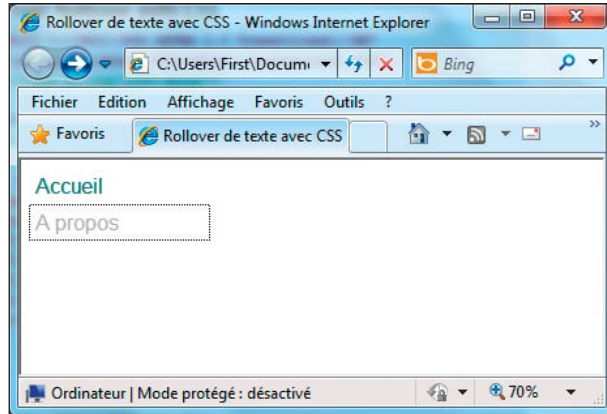 Rollover de texte avec CSS - Windows Internet Explorer
C:\Users\First\Docum Bing
Fichier Edition Affichage Favoris Outils ?
Favoris Rollover de texte avec CSS »
Accueil
A propos
Ordinateur | Mode protégé : désactivé 70%